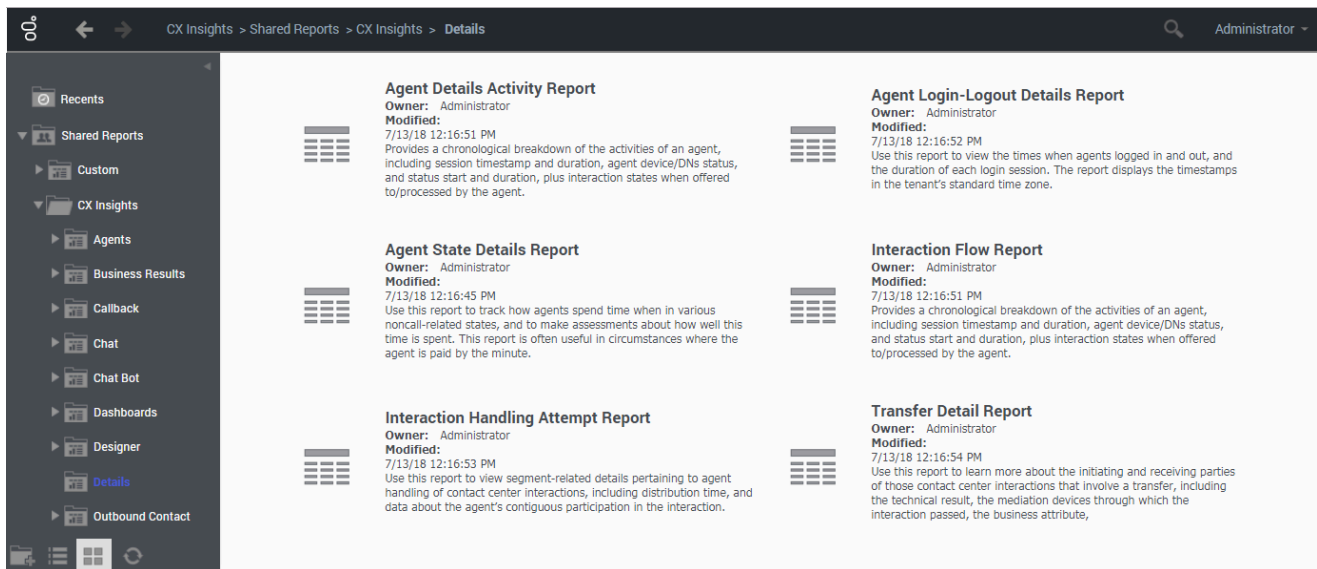 CX Insights > Shared Reports > CX Insights > Details
Administrator
Recents
Shared Reports
Custom
CX Insights
Agents
Business Results
Callback
Chat
Chat Bot
Dashboards
Designer
Details
Outbound Contact
Agent Details Activity Report
Owner: Administrator
Modified:
7/13/18 12:16:51 PM
Provides a chronological breakdown of the activities of an agent,
including session timestamp and duration, agent device/DNs status,
and status start and duration, plus interaction states when offered
to/processed by the agent.
Agent Login-Logout Details Report
Owner: Administrator
Modified:
7/13/18 12:16:52 PM
Use this report to view the times when agents logged in and out, and
the duration of each login session. The report displays the timestamps
in the tenant's standard time zone.
Agent State Details Report
Owner: Administrator
Modified:
7/13/18 12:16:45 PM
Use this report to track how agents spend time when in various
noncall-related states, and to make assessments about how well this
time is spent. This report is often useful in circumstances where the
agent is paid by the minute.
Interaction Flow Report
Owner: Administrator
Modified:
7/13/18 12:16:51 PM
Provides a chronological breakdown of the activities of an agent,
including session timestamp and duration, agent device/DNs status,
and status start and duration, plus interaction states when offered
to/processed by the agent.
Interaction Handling Attempt Report
Owner: Administrator
Modified:
7/13/18 12:16:53 PM
Use this report to view segment-related details pertaining to agent
handling of contact center interactions, including distribution time, and
data about the agent's contiguous participation in the interaction.
Transfer Detail Report
Owner: Administrator
Modified:
7/13/18 12:16:54 PM
Use this report to learn more about the initiating and receiving parties
of those contact center interactions that involve a transfer, including
the technical result, the mediation devices through which the
interaction passed, the business attribute,